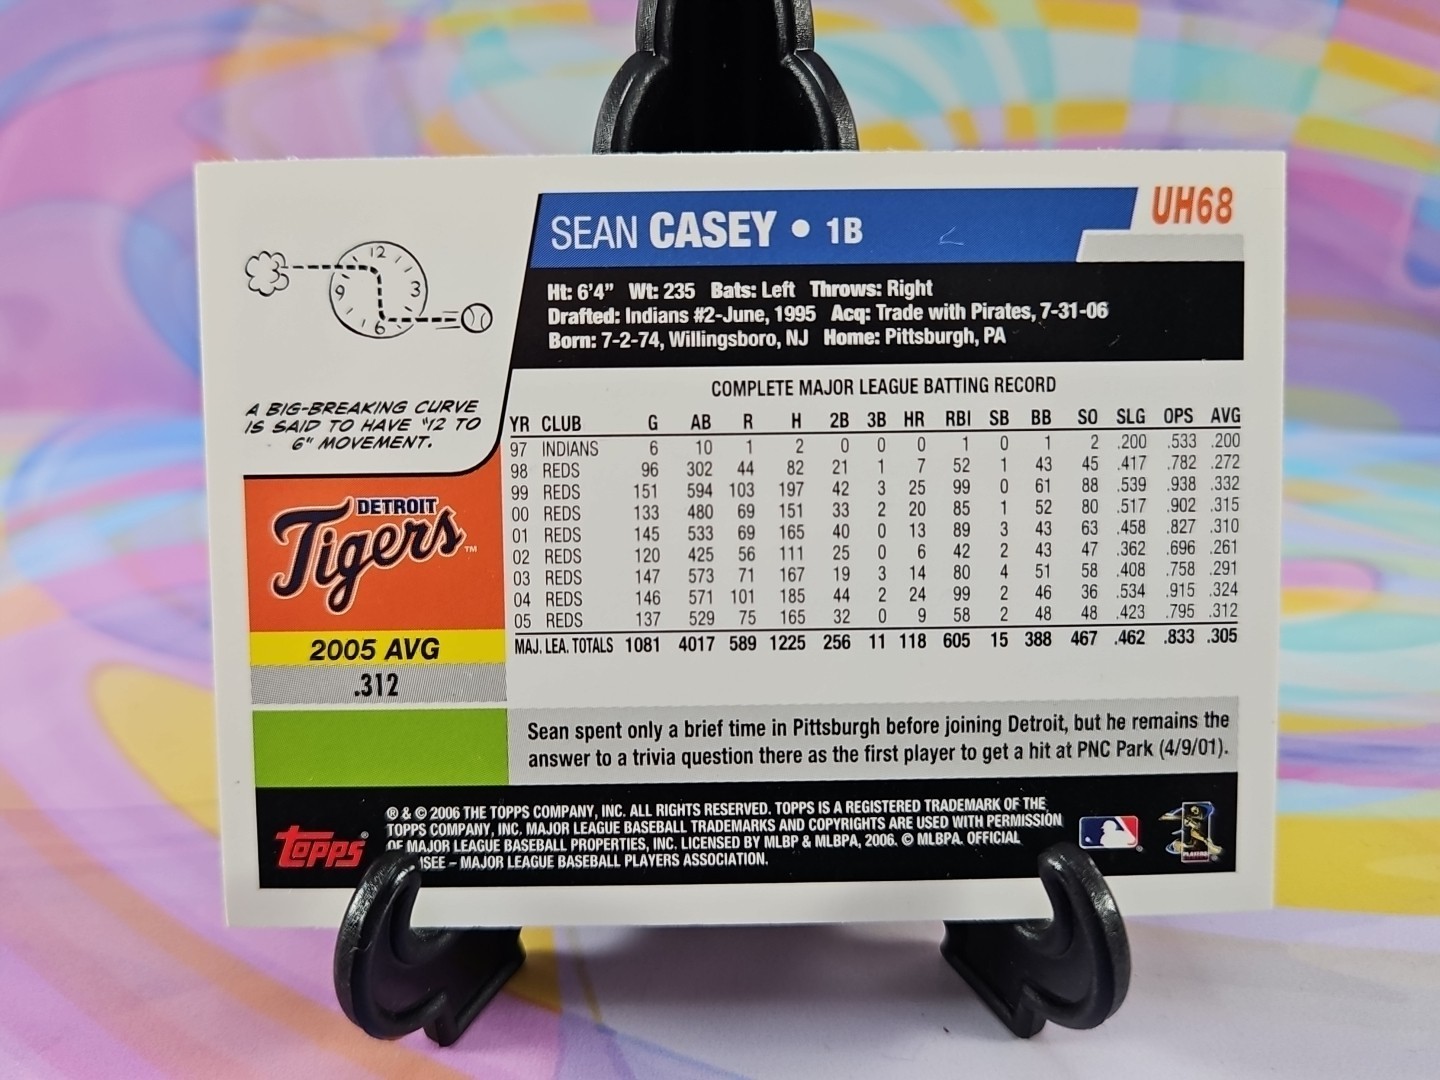 UH68
SEAN CASEY • 1B
Ht: 6'4" Wt: 235 Bats: Left Throws: Right
Drafted: Indians #2-June, 1995 Acq: Trade with Pirates, 7-31-06
Born: 7-2-74, Willingsboro, NJ Home: Pittsburgh, PA
12
9 3
6
A BIG-BREAKING CURVE
IS SAID TO HAVE "12 TO
6" MOVEMENT.
DETROIT
Tigers™
2005 AVG
.312
COMPLETE MAJOR LEAGUE BATTING RECORD
YR CLUB G AB R H 2B 3B HR RBI SB BB SO SLG OPS AVG
97 INDIANS 6 10 1 2 0 0 0 1 0 1 2 .200 .533 .200
98 REDS 96 302 44 82 21 1 7 52 1 43 45 .417 .782 .272
99 REDS 151 594 103 197 42 3 25 99 0 61 88 .539 .938 .332
00 REDS 133 480 69 151 33 2 20 85 1 52 80 .517 .902 .315
01 REDS 145 533 69 165 40 0 13 89 3 43 63 .458 .827 .310
02 REDS 120 425 56 111 25 0 6 42 2 43 47 .362 .696 .261
03 REDS 147 573 71 167 19 3 14 80 4 51 58 .408 .758 .291
04 REDS 146 571 101 185 44 2 24 99 2 46 36 .534 .915 .324
05 REDS 137 529 75 165 32 0 9 58 2 48 48 .423 .795 .312
MAJ. LEA. TOTALS 1081 4017 589 1225 256 11 118 605 15 388 467 .462 .833 .305
Sean spent only a brief time in Pittsburgh before joining Detroit, but he remains the
answer to a trivia question there as the first player to get a hit at PNC Park (4/9/01).
Topps®
® & © 2006 THE TOPPS COMPANY, INC. ALL RIGHTS RESERVED. TOPPS IS A REGISTERED TRADEMARK OF THE
TOPPS COMPANY, INC. MAJOR LEAGUE BASEBALL TRADEMARKS AND COPYRIGHTS ARE USED WITH PERMISSION
OF MAJOR LEAGUE BASEBALL PROPERTIES, INC. LICENSED BY MLBP & MLBPA, 2006. © MLBPA. OFFICIAL
SEE – MAJOR LEAGUE BASEBALL PLAYERS ASSOCIATION.